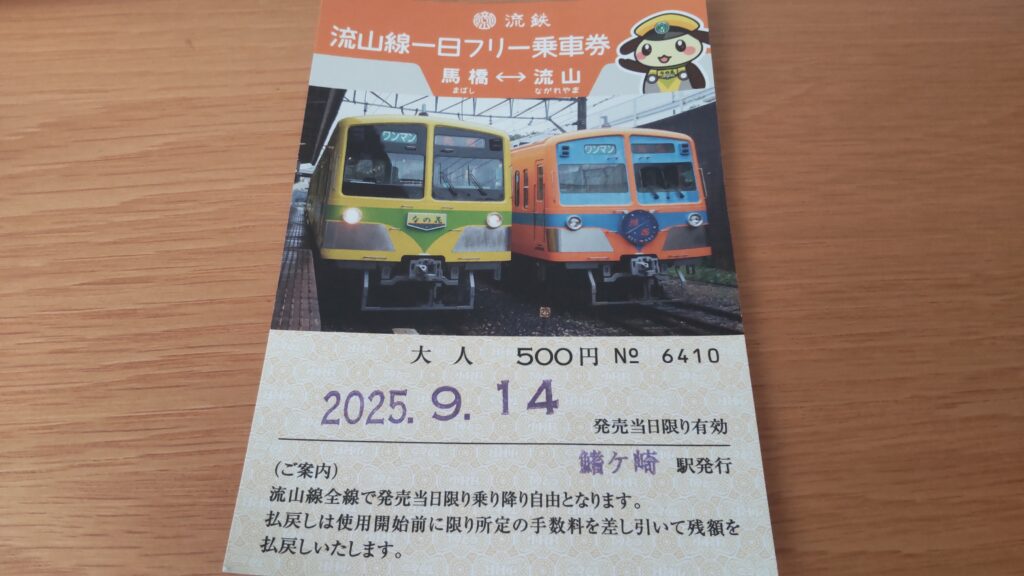 流鉄
流山線一日フリー乗車券
馬橋↔流山
まばし ながれやま
ワンマン
ワンマン
なの花
大人 500円 № 6410
2025. 9. 14
発売当日限り有効
鰭ケ崎 駅発行
(ご案内)
流山線全線で発売当日限り乗り降り自由となります。
払戻しは使用開始前に限り所定の手数料を差し引いて残額を
払戻しいたします。